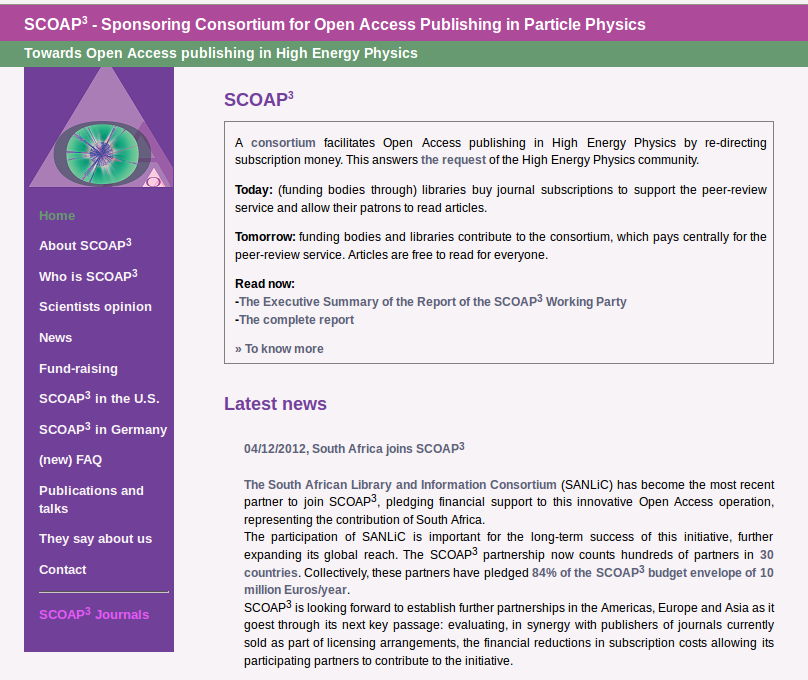 SCOAP³ - Sponsoring Consortium for Open Access Publishing in Particle Physics
Towards Open Access publishing in High Energy Physics
Home
About SCOAP³
Who is SCOAP³
Scientists opinion
News
Fund-raising
SCOAP³ in the U.S.
SCOAP³ in Germany
(new) FAQ
Publications and
talks
They say about us
Contact
SCOAP³ Journals
SCOAP³
A consortium facilitates Open Access publishing in High Energy Physics by re-directing
subscription money. This answers the request of the High Energy Physics community.
Today: (funding bodies through) libraries buy journal subscriptions to support the peer-review
service and allow their patrons to read articles.
Tomorrow: funding bodies and libraries contribute to the consortium, which pays centrally for the
peer-review service. Articles are free to read for everyone.
Read now:
-The Executive Summary of the Report of the SCOAP³ Working Party
-The complete report
» To know more
Latest news
04/12/2012, South Africa joins SCOAP³
The South African Library and Information Consortium (SANLiC) has become the most recent
partner to join SCOAP³, pledging financial support to this innovative Open Access operation,
representing the contribution of South Africa.
The participation of SANLiC is important for the long-term success of this initiative, further
expanding its global reach. The SCOAP³ partnership now counts hundreds of partners in 30
countries. Collectively, these partners have pledged 84% of the SCOAP³ budget envelope of 10
million Euros/year.
SCOAP³ is looking forward to establish further partnerships in the Americas, Europe and Asia as it
goest through its next key passage: evaluating, in synergy with publishers of journals currently
sold as part of licensing arrangements, the financial reductions in subscription costs allowing its
participating partners to contribute to the initiative.